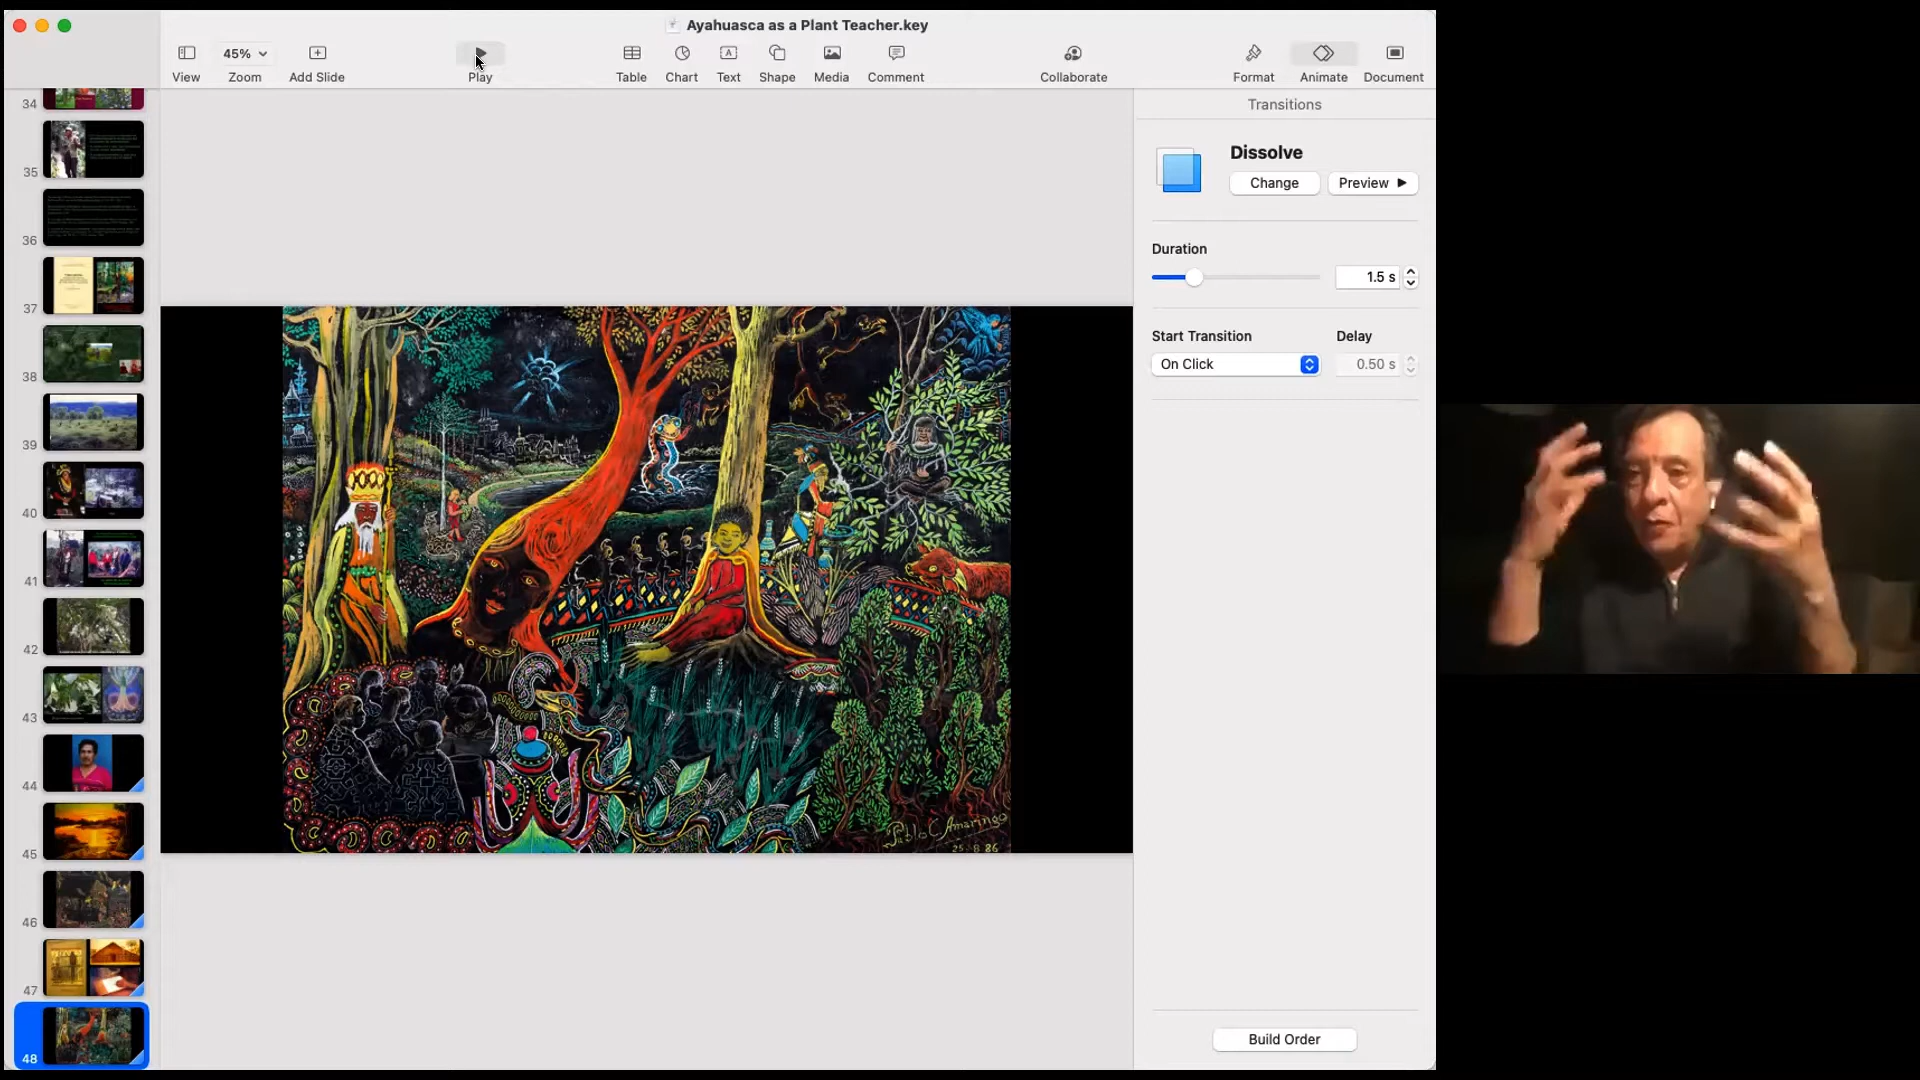 Ayahuasca as a Plant Teacher.key
View
45%
Zoom
Add Slide
Play
Table
Chart
Text
Shape
Media
Comment
Collaborate
Format
Animate
Document
Transitions
Dissolve
Change
Preview
Duration
1.5 s
Start Transition
Delay
On Click
0.50 s
Build Order
34
35
36
37
38
39
40
41
42
43
44
45
46
47
48
Pablo C. Amaringo
25 8 86